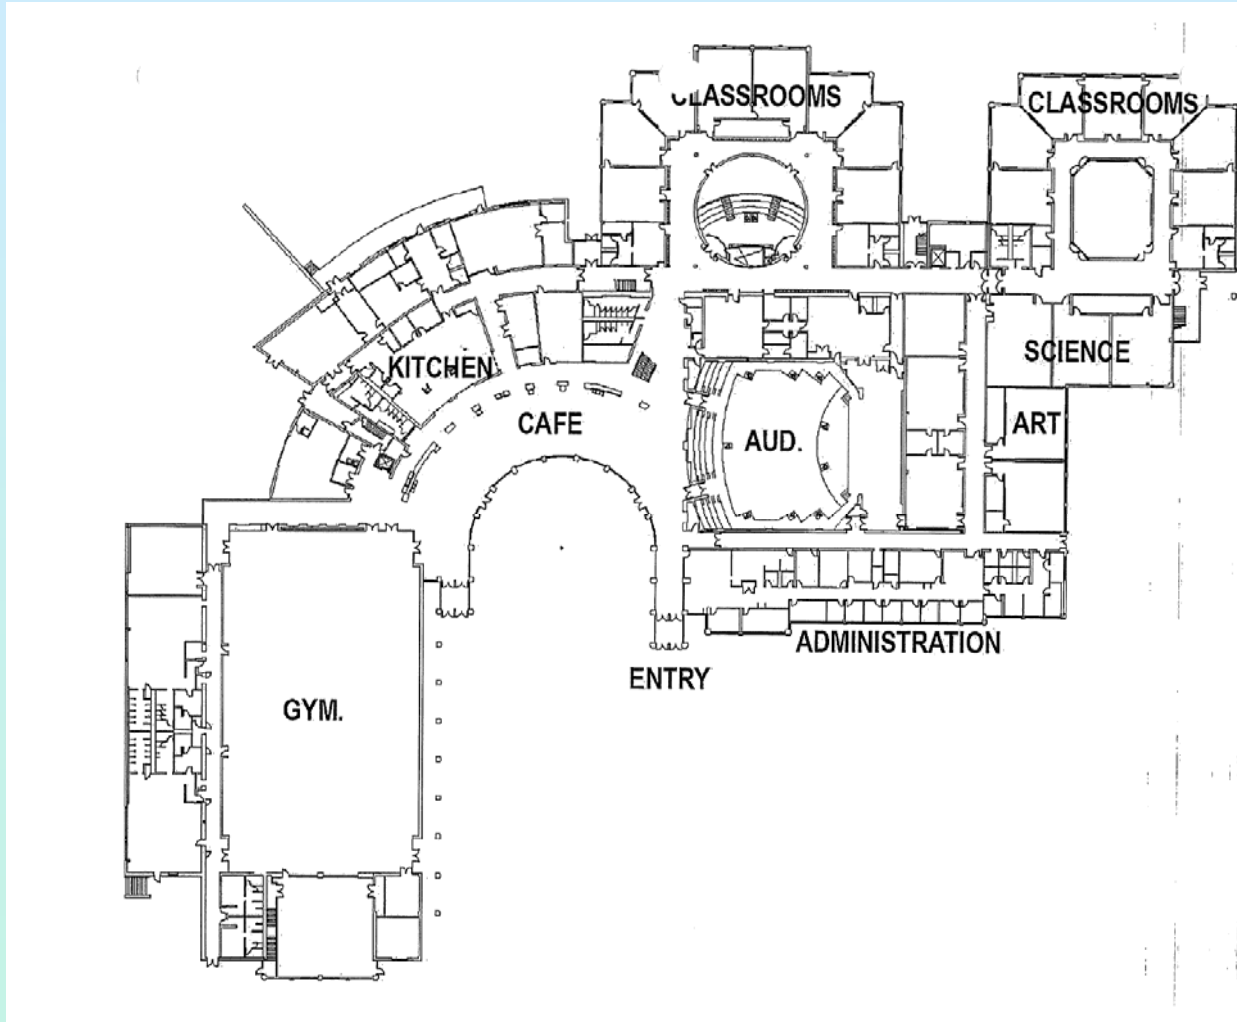 CLASSROOMS
CLASSROOMS
SCIENCE
KITCHEN
CAFE
ART
AUD.
ADMINISTRATION
ENTRY
GYM.